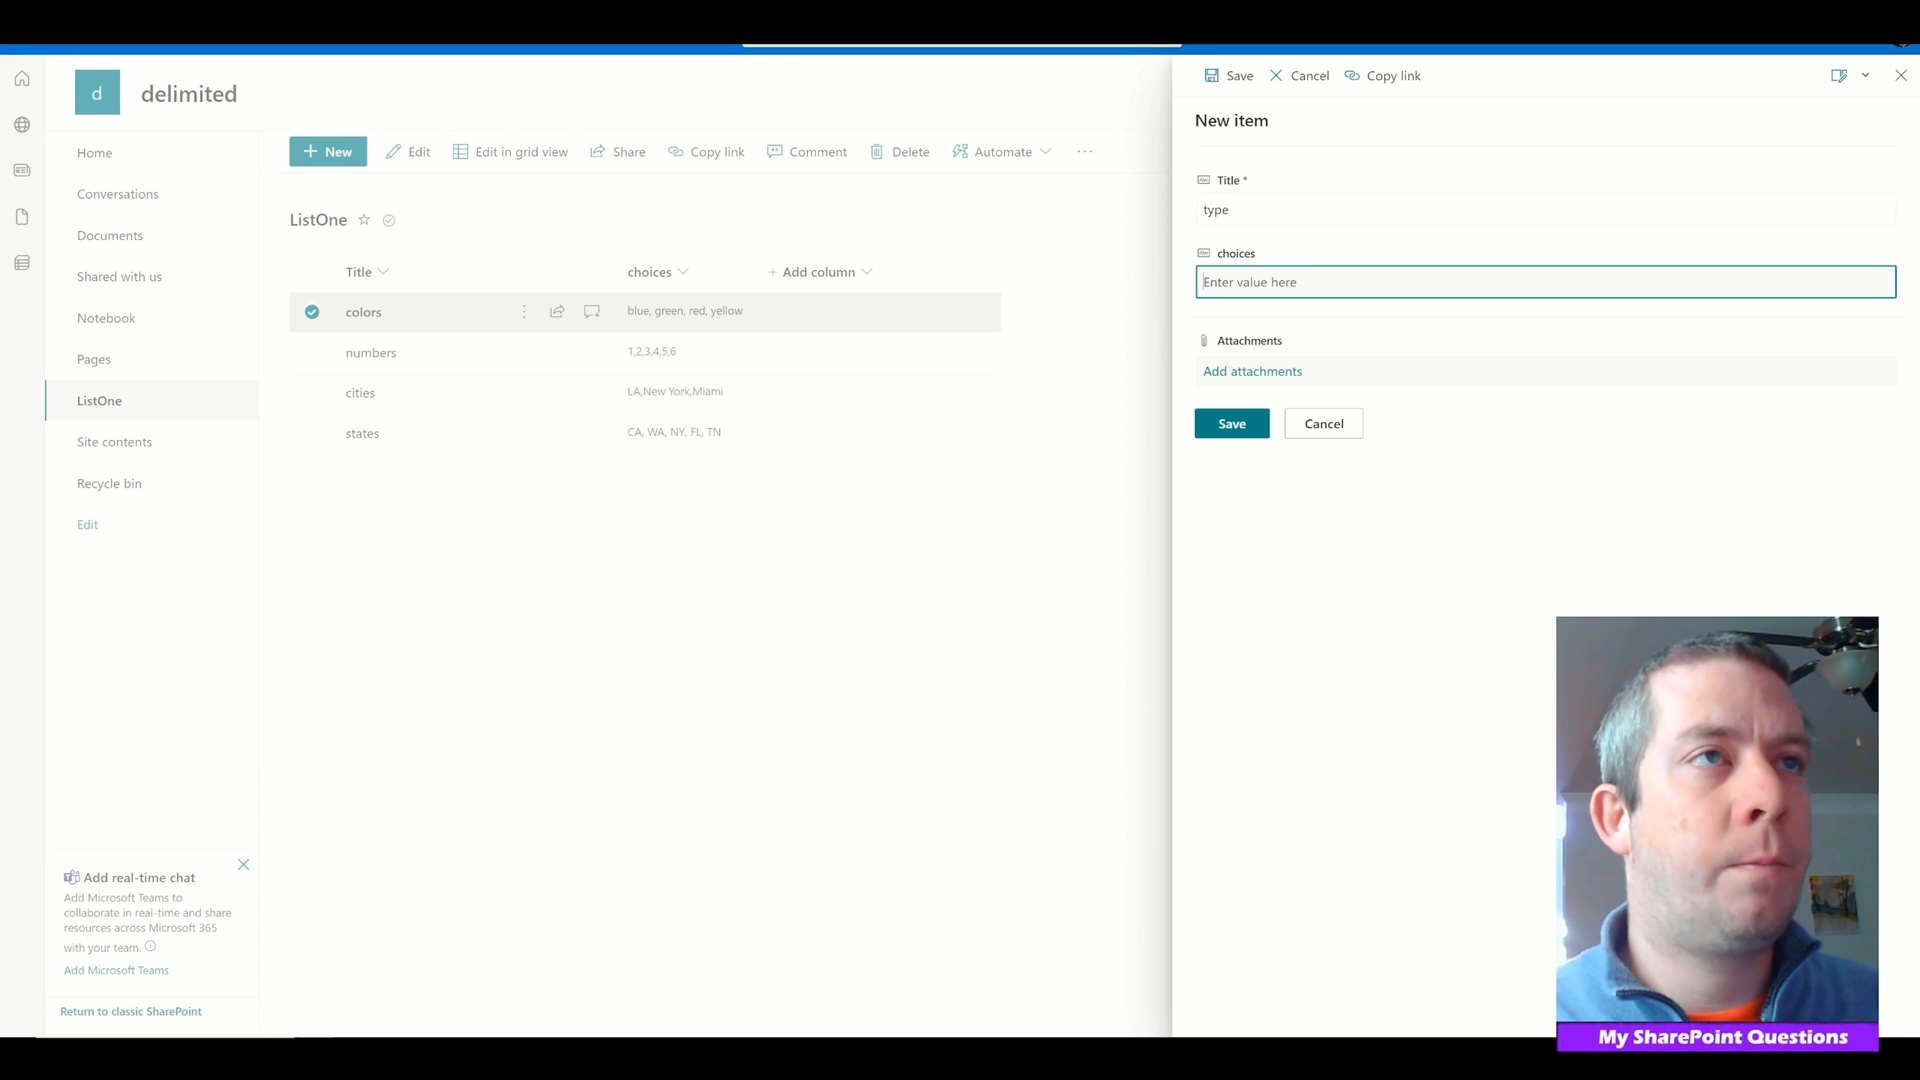 d
delimited
Home
Conversations
Documents
Shared with us
Notebook
Pages
ListOne
Site contents
Recycle bin
Edit
Add real-time chat
Add Microsoft Teams to
collaborate in real-time and share
resources across Microsoft 365
with your team.
Add Microsoft Teams
Return to classic SharePoint
+ New Edit Edit in grid view Share Copy link Comment Delete Automate ...
ListOne
Title choices + Add column
colors blue, green, red, yellow
numbers 1,2,3,4,5,6
cities LA,New York,Miami
states CA, WA, NY, FL, TN
Save Cancel Copy link
New item
Abc Title *
type
Abc choices
Enter value here
Attachments
Add attachments
Save Cancel
My SharePoint Questions